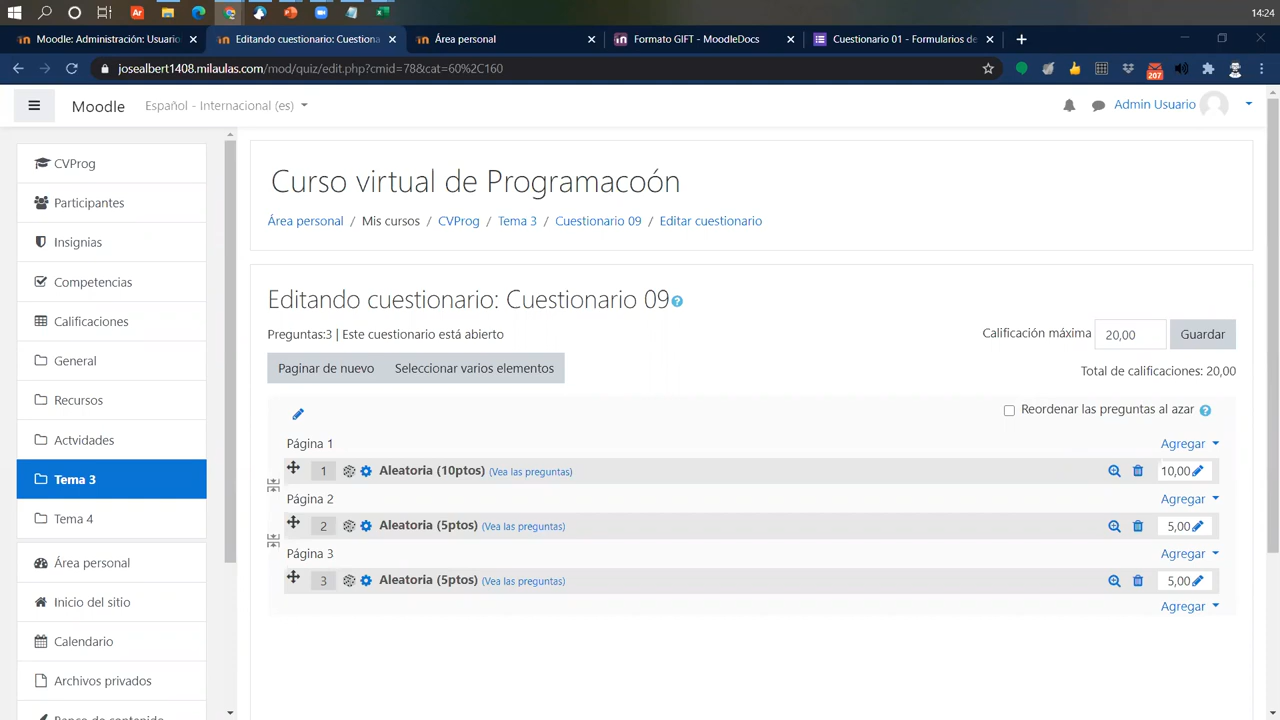 14:24
Moodle: Administración: Usuario
Editando cuestionario: Cuestiona
Área personal
Formato GIFT - MoodleDocs
Cuestionario 01 - Formularios de
josealbert1408.milaulas.com/mod/quiz/edit.php?cmid=78&cat=60%2C160
207
Moodle
Español - Internacional (es)
Admin Usuario
CVProg
Participantes
Insignias
Competencias
Calificaciones
General
Recursos
Actvidades
Tema 3
Tema 4
Área personal
Inicio del sitio
Calendario
Archivos privados
Banco de contenido
Curso virtual de Programacoón
Área personal / Mis cursos / CVProg / Tema 3 / Cuestionario 09 / Editar cuestionario
Editando cuestionario: Cuestionario 09
Preguntas:3 | Este cuestionario está abierto
Calificación máxima 20,00 Guardar
Paginar de nuevo Seleccionar varios elementos
Total de calificaciones: 20,00
Reordenar las preguntas al azar
Página 1 Agregar
1 Aleatoria (10ptos) (Vea las preguntas) 10,00
Página 2 Agregar
2 Aleatoria (5ptos) (Vea las preguntas) 5,00
Página 3 Agregar
3 Aleatoria (5ptos) (Vea las preguntas) 5,00
Agregar